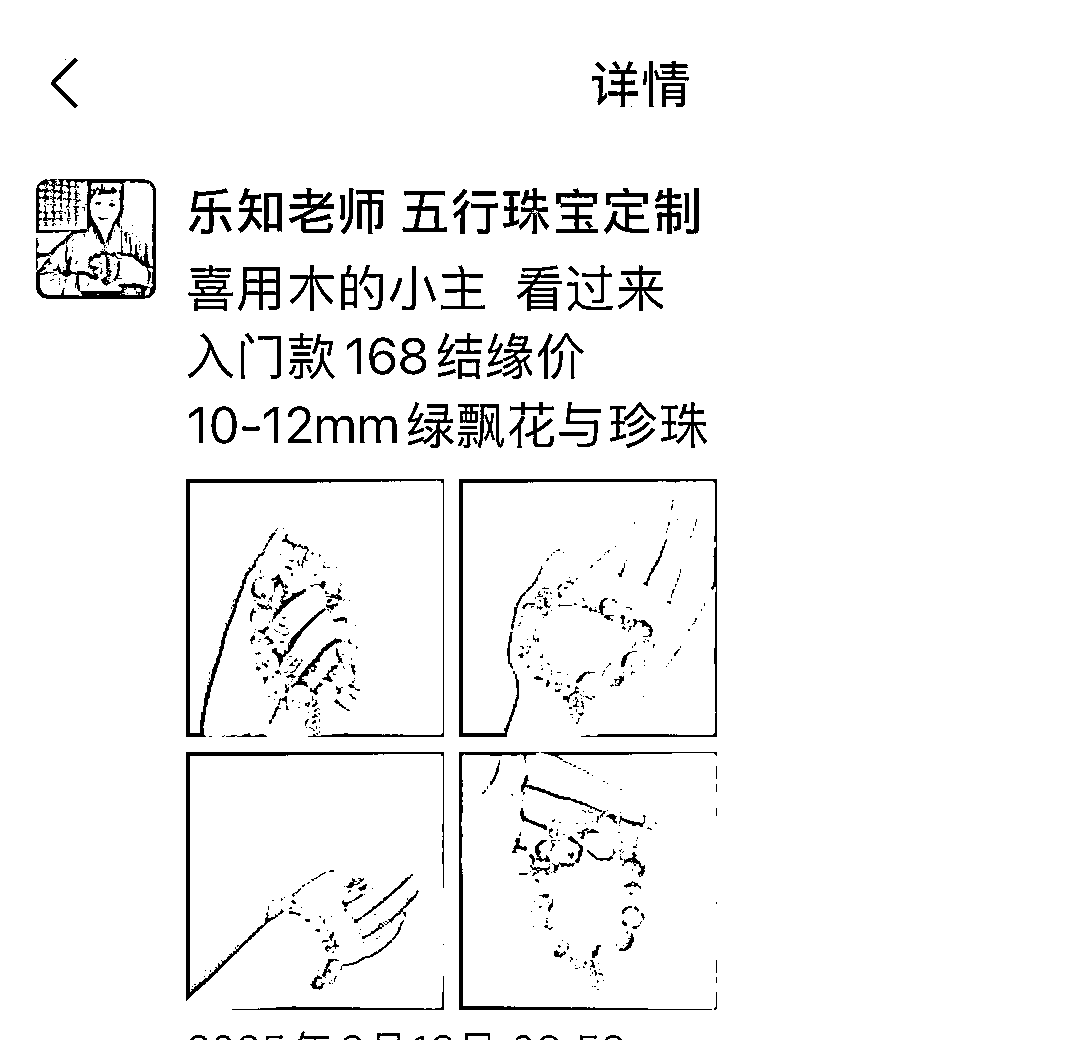 详情
乐知老师 五行珠宝定制
喜用木的小主 看过来
入门款168结缘价
10-12mm绿飘花与珍珠